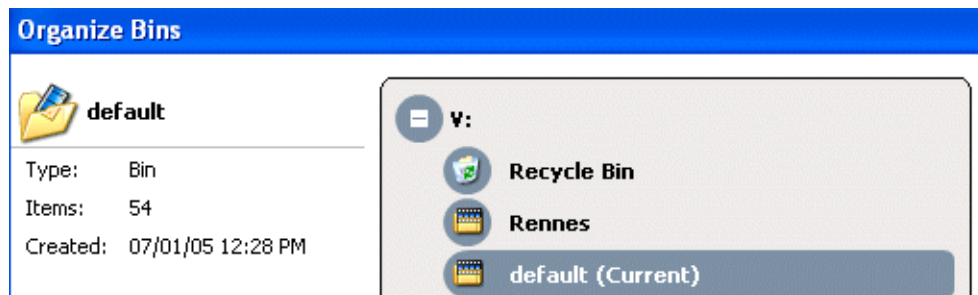 Organize Bins
default
Type: Bin
Items: 54
Created: 07/01/05 12:28 PM
V:
Recycle Bin
Rennes
default (Current)